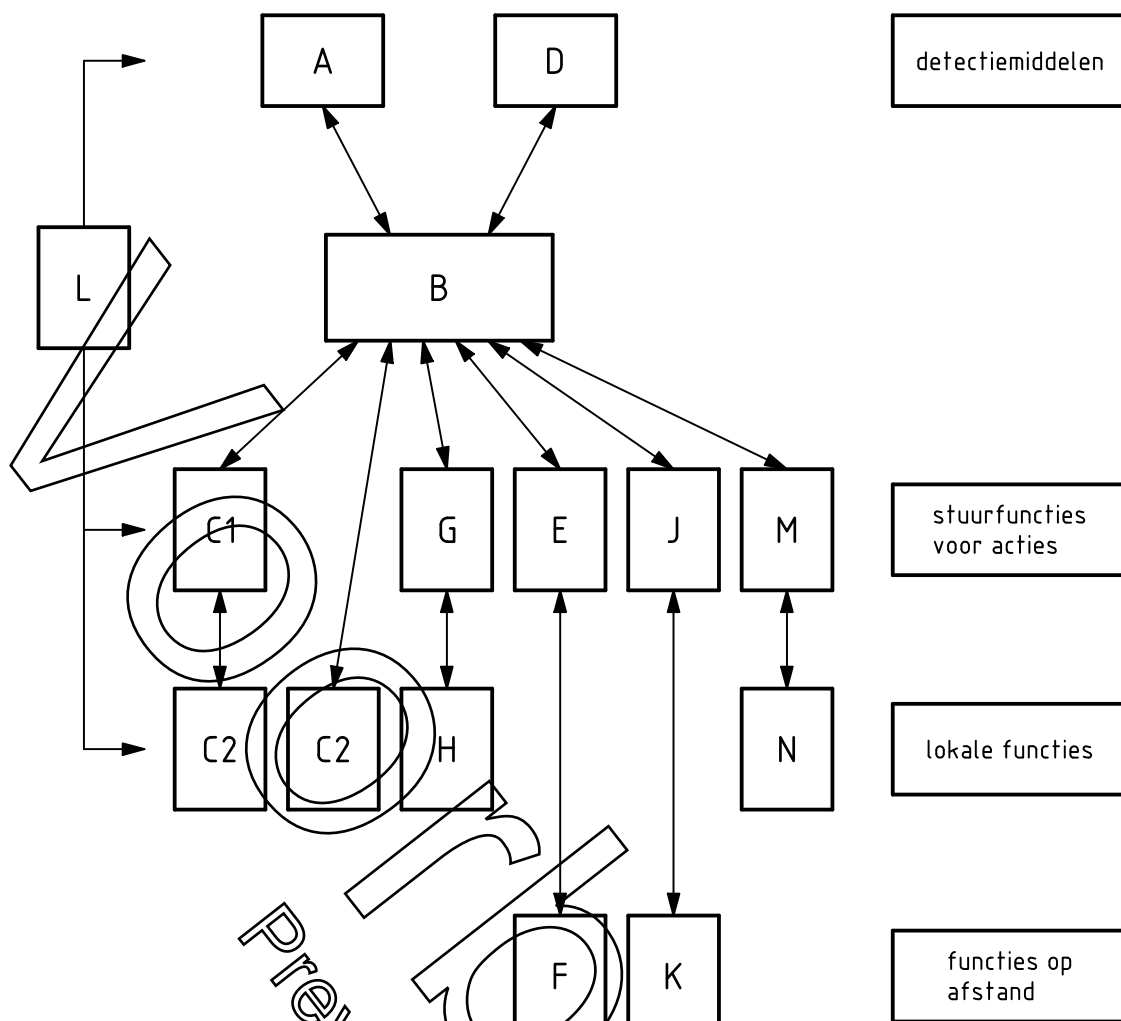 A
D
detectiemiddelen
L
B
C1
G
E
J
M
stuurfuncties
voor acties
C2
C2
H
N
lokale functies
F
K
functies op
afstand